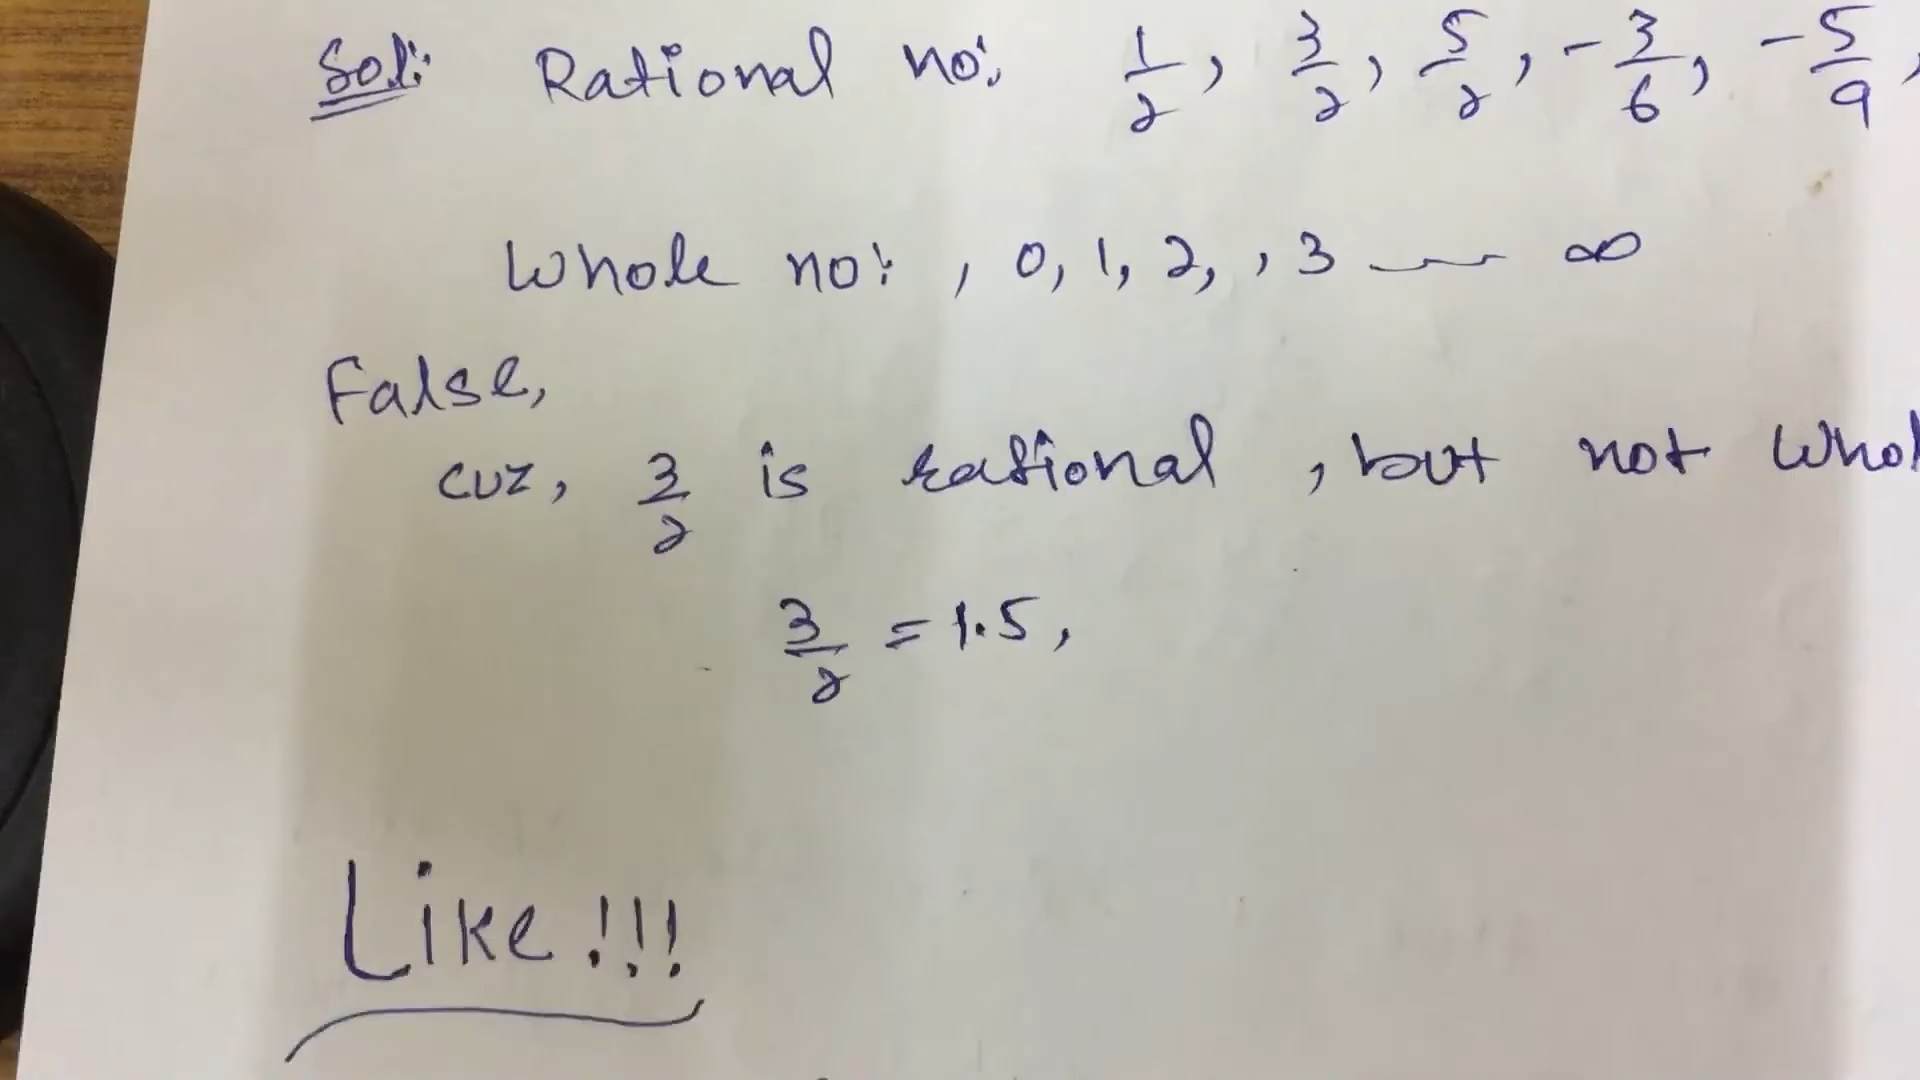 Sol: Rational no: 1/2, 3/2, 5/2, -3/6, -5/9,
Whole no: , 0, 1, 2, , 3 ---- ∞
False,
cuz, 3/2 is rational, but not Whol
3/2 = 1.5,
Like!!!